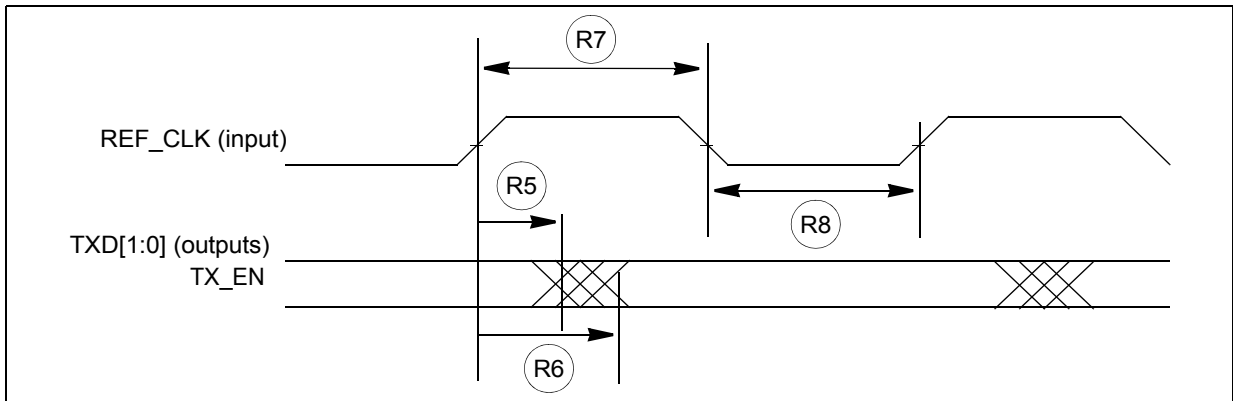 R7
REF_CLK (input)
R5
R8
TXD[1:0] (outputs)
TX_EN
R6